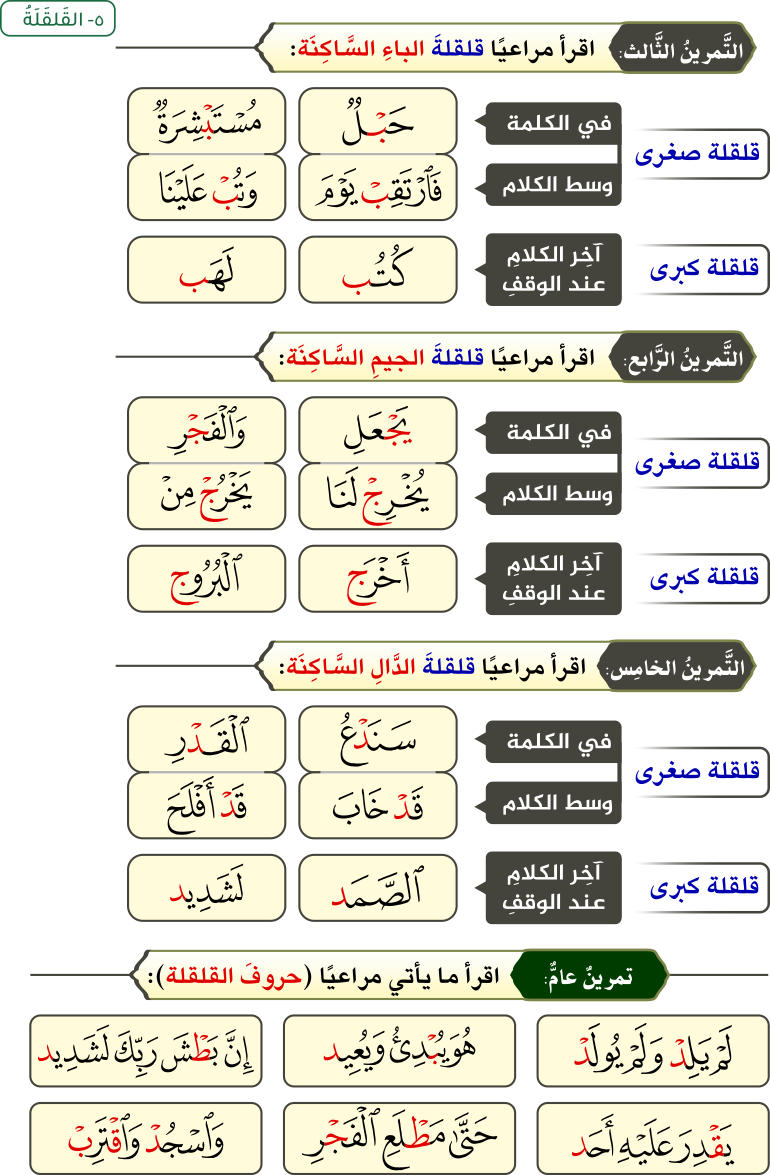 ٥- القَلقَلَةُ
التَّمرينُ الثَّالث: اقرأ مراعيًا قلقلةَ الباءِ السَّاكِنَة:
قلقلة صغرى
في الكلمة
حَبۡلٌ مُسۡتَبۡشِرَةٌ
وسط الكلام
فَٱرۡتَقِبۡ يَوۡمَ وَتُبۡ عَلَيۡنَا
قلقلة كبرى
آخِر الكلامِ
عند الوقفِ
كُتُب لَهَب
التَّمرينُ الرَّابع: اقرأ مراعيًا قلقلةَ الجيمِ السَّاكِنَة:
قلقلة صغرى
في الكلمة
يَجۡعَلِ وَٱلۡفَجۡرِ
وسط الكلام
يُخۡرِجۡ لَنَا يَخۡرُجۡ مِنۡ
قلقلة كبرى
آخِر الكلامِ
عند الوقفِ
أَخۡرَج ٱلۡبُرُوج
التَّمرينُ الخامِس: اقرأ مراعيًا قلقلةَ الدَّالِ السَّاكِنَة:
قلقلة صغرى
في الكلمة
سَنَدۡعُ ٱلۡقَدۡرِ
وسط الكلام
قَدۡ خَابَ قَدۡ أَفۡلَحَ
قلقلة كبرى
آخِر الكلامِ
عند الوقفِ
ٱلصَّمَد لَشَدِيد
تمرينٌ عامٌّ: اقرأ ما يأتي مراعيًا (حروفَ القلقلة):
لَمۡ يَلِدۡ وَلَمۡ يُولَدۡ هُوَ يُبۡدِئُ وَيُعِيد إِنَّ بَطۡشَ رَبِّكَ لَشَدِيد
يَقۡدِرَ عَلَيۡهِ أَحَد حَتَّىٰ مَطۡلَعِ ٱلۡفَجۡرِ وَٱسۡجُدۡ وَٱقۡتَرِبۡ